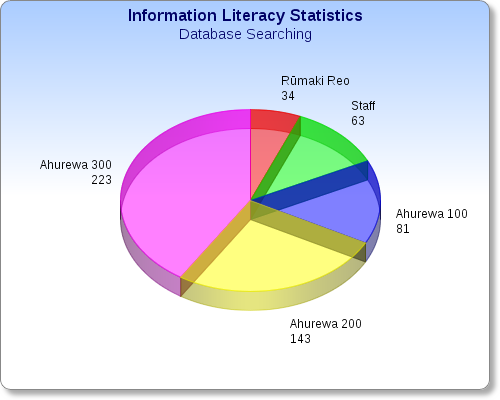 Information Literacy Statistics
Database Searching
Rūmaki Reo
34
Staff
63
Ahurewa 300
223
Ahurewa 100
81
Ahurewa 200
143